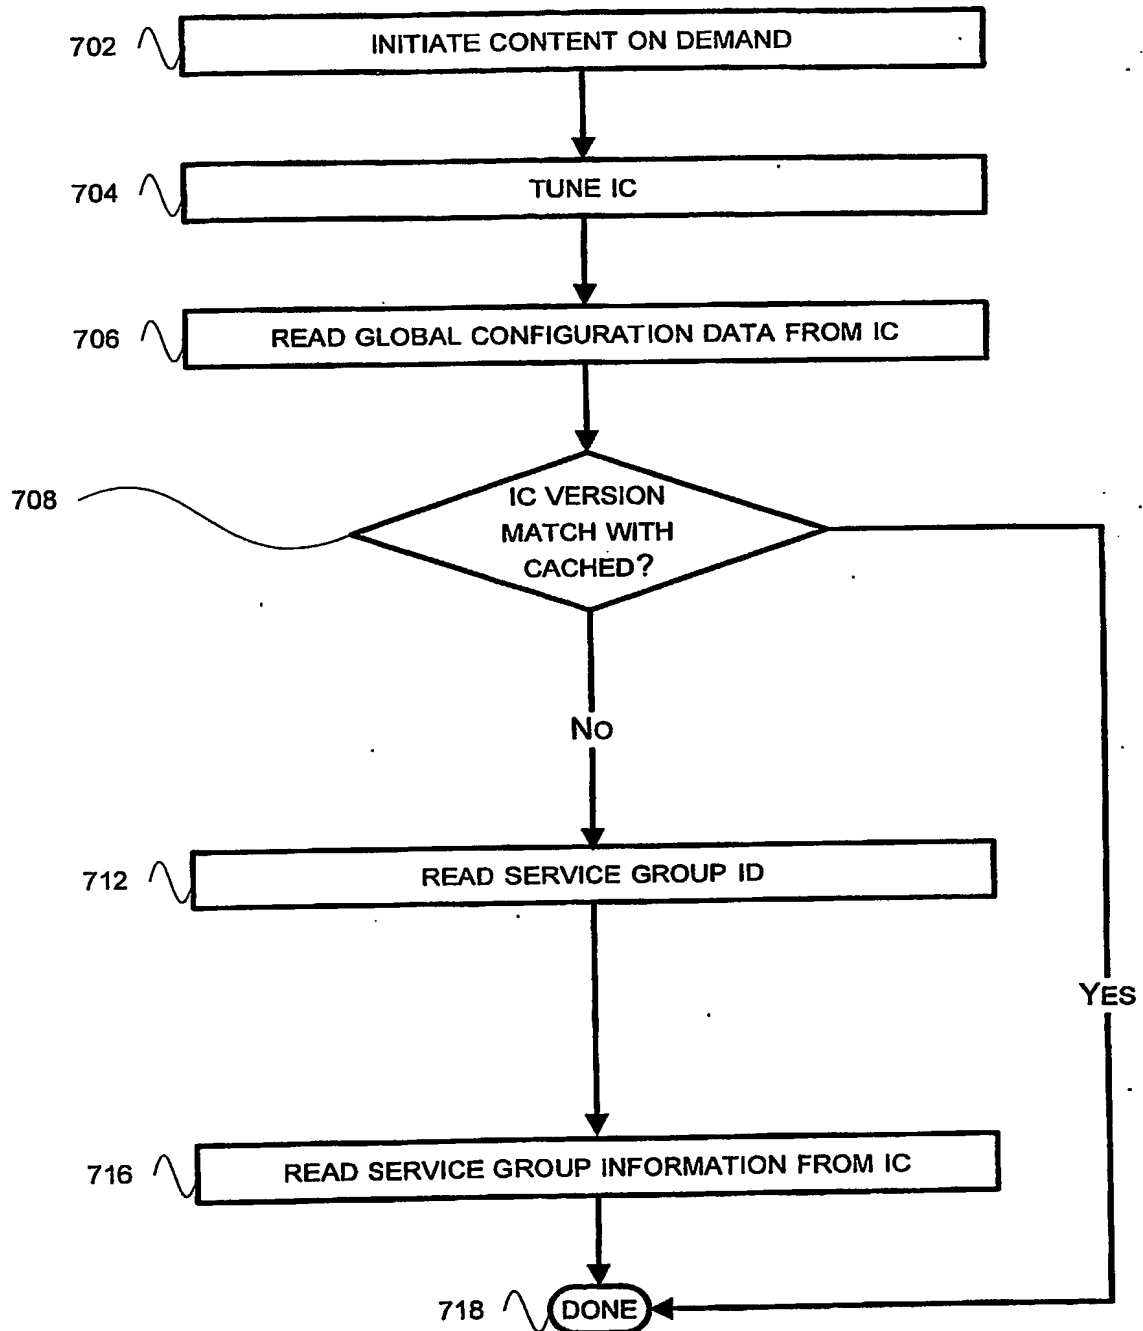 702 INITIATE CONTENT ON DEMAND
704 TUNE IC
706 READ GLOBAL CONFIGURATION DATA FROM IC
708
IC VERSION
MATCH WITH
CACHED?
NO
712 READ SERVICE GROUP ID
YES
716 READ SERVICE GROUP INFORMATION FROM IC
718 DONE